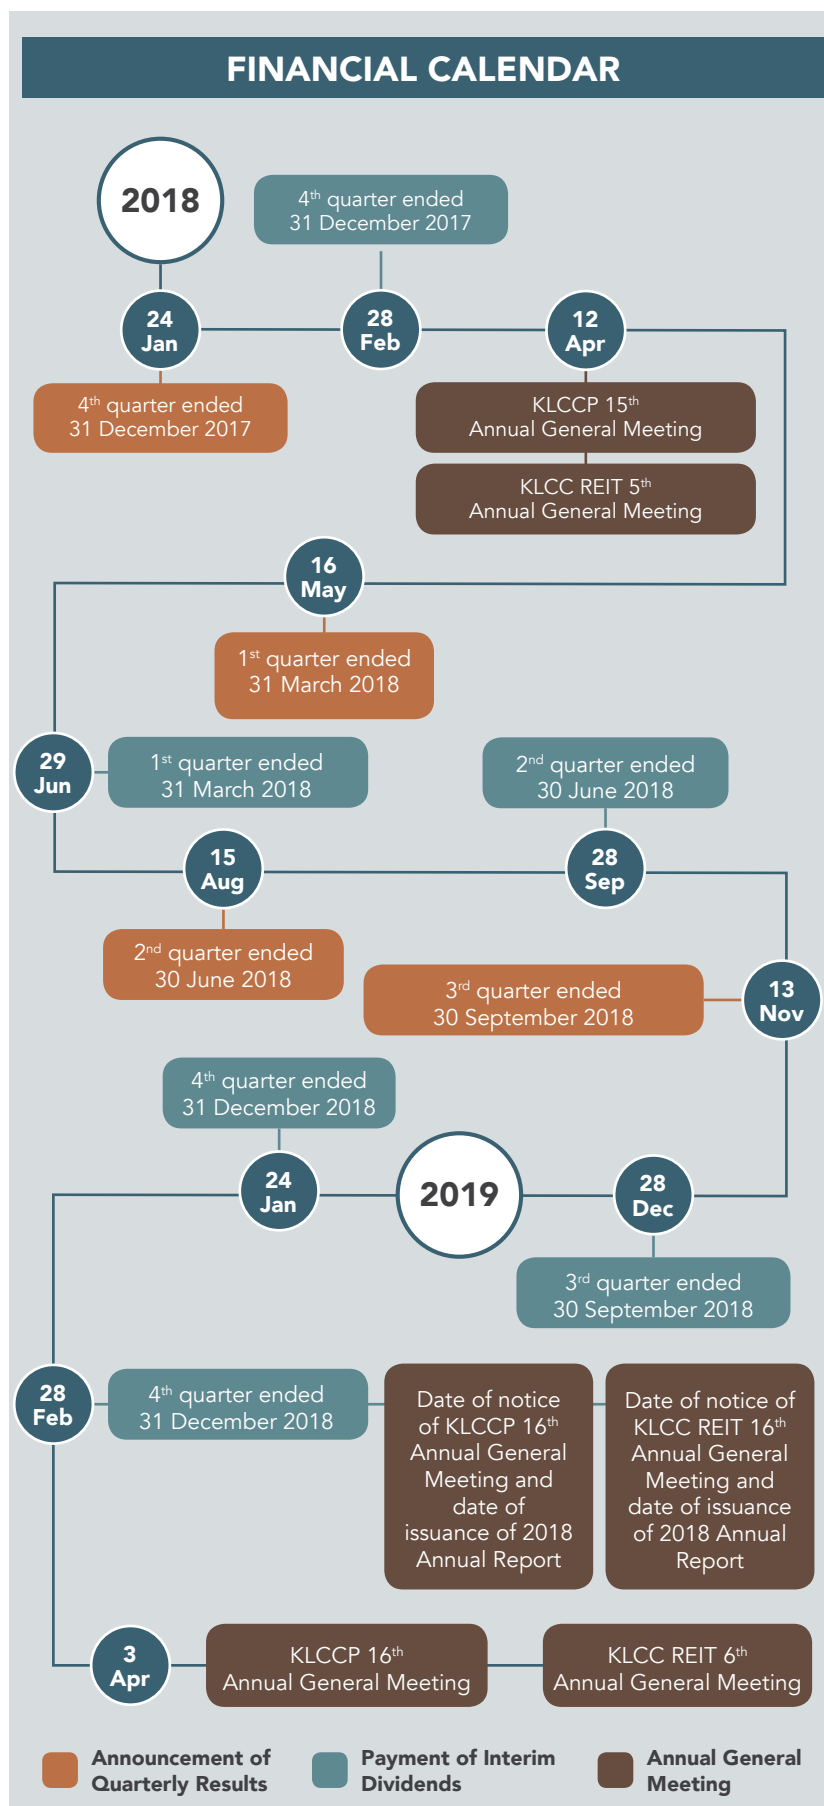 FINANCIAL CALENDAR
2018
4th quarter ended
31 December 2017
24
Jan
28
Feb
12
Apr
4th quarter ended
31 December 2017
KLCCP 15th
Annual General Meeting
KLCC REIT 5th
Annual General Meeting
16
May
1st quarter ended
31 March 2018
29
Jun
1st quarter ended
31 March 2018
2nd quarter ended
30 June 2018
15
Aug
28
Sep
2nd quarter ended
30 June 2018
3rd quarter ended
30 September 2018
13
Nov
4th quarter ended
31 December 2018
24
Jan
2019
28
Dec
3rd quarter ended
30 September 2018
28
Feb
4th quarter ended
31 December 2018
Date of notice
of KLCCP 16th
Annual General
Meeting and
date of
issuance of 2018
Annual Report
Date of notice of
KLCC REIT 16th
Annual General
Meeting and
date of issuance
of 2018 Annual
Report
3
Apr
KLCCP 16th
Annual General Meeting
KLCC REIT 6th
Annual General Meeting
Announcement of
Quarterly Results
Payment of Interim
Dividends
Annual General
Meeting